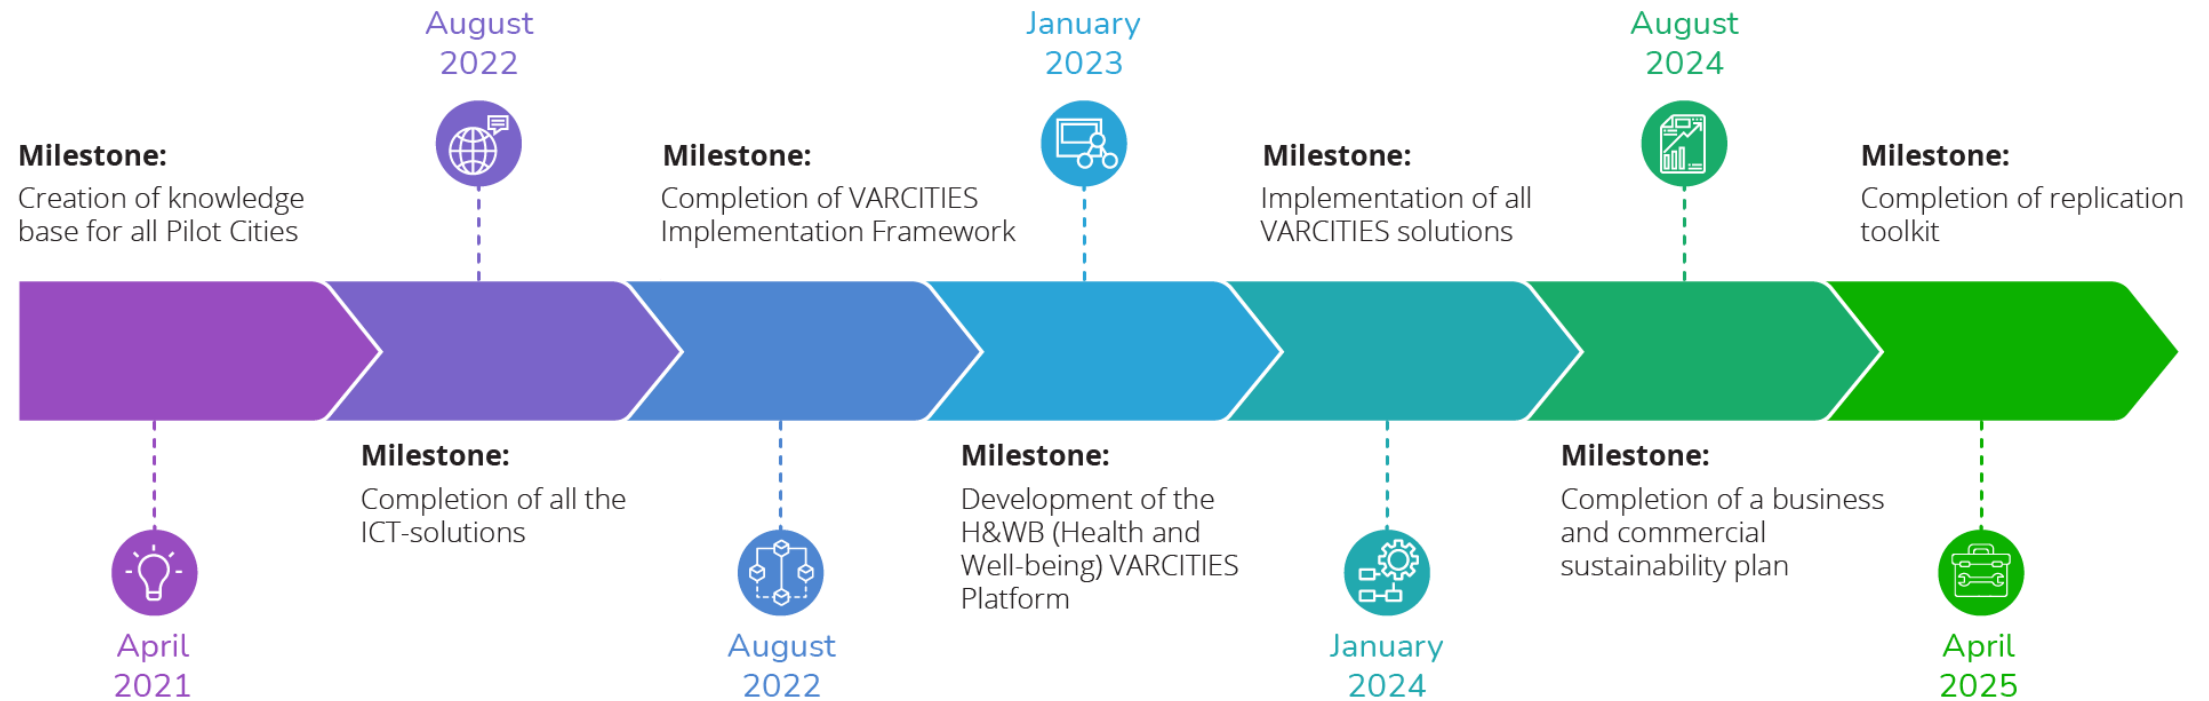 August
2022
January
2023
August
2024
Milestone:
Creation of knowledge
base for all Pilot Cities
Milestone:
Completion of VARCITIES
Implementation Framework
Milestone:
Implementation of all
VARCITIES solutions
Milestone:
Completion of replication
toolkit
Milestone:
Completion of all the
ICT-solutions
Milestone:
Development of the
H&WB (Health and
Well-being) VARCITIES
Platform
Milestone:
Completion of a business
and commercial
sustainability plan
April
2021
August
2022
January
2024
April
2025